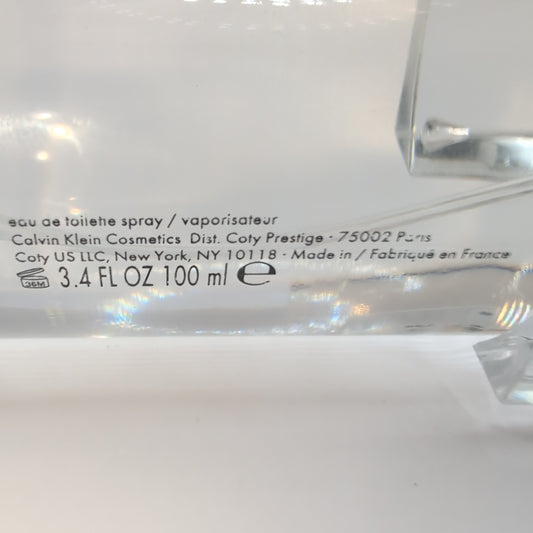 eau de toilette spray / vaporisateur
Calvin Klein Cosmetics Dist. Coty Prestige · 75002 Paris
Coty US LLC, New York, NY 10118 · Made in / Fabriqué en France
36M 3.4 FL OZ 100 ml ℮